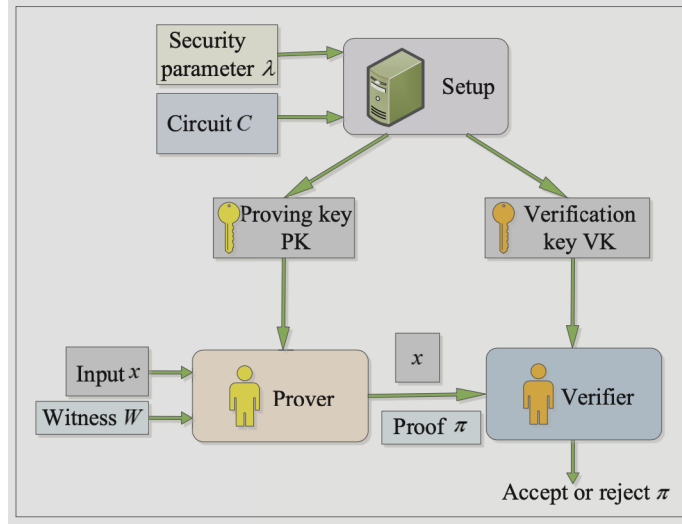 Security
parameter λ
Setup
Circuit C
Proving key
PK
Verification
key VK
Input x
Witness W
Prover
x
Proof π
Verifier
Accept or reject π